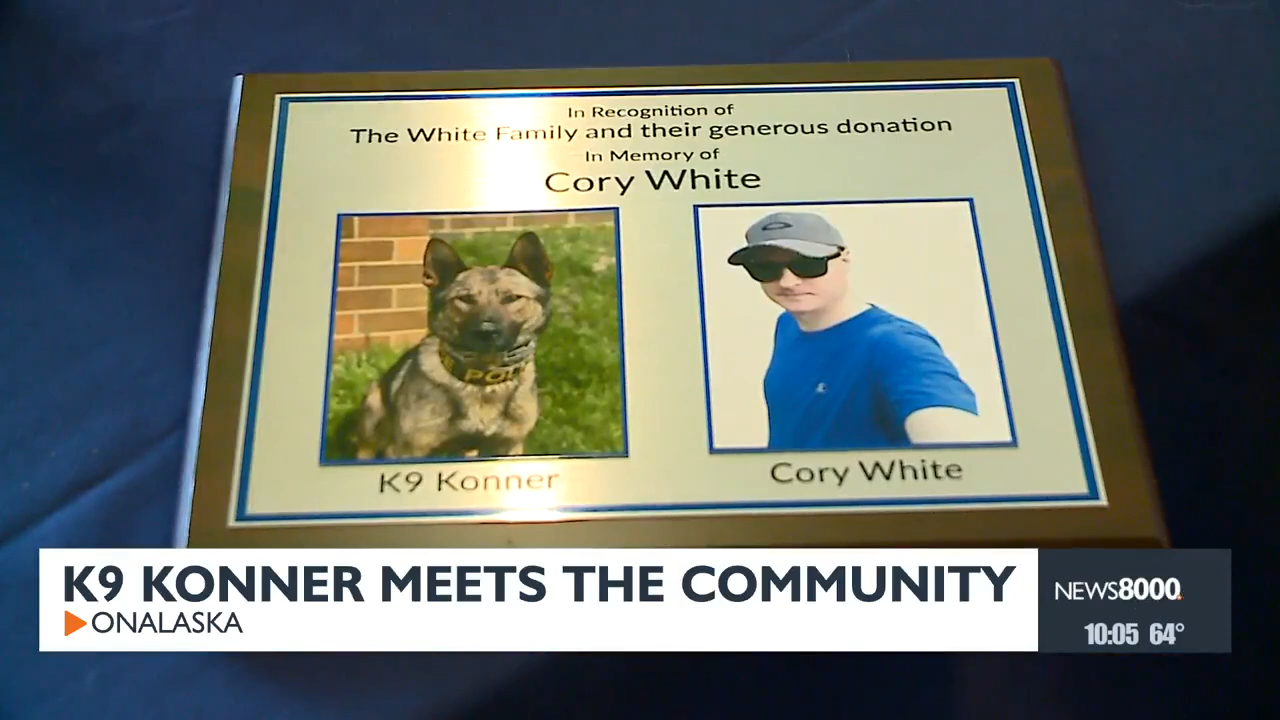 In Recognition of
The White Family and their generous donation
In Memory of
Cory White
POL
K9 Konner
Cory White
K9 KONNER MEETS THE COMMUNITY
ONALASKA
NEWS8000.
10:05 64°